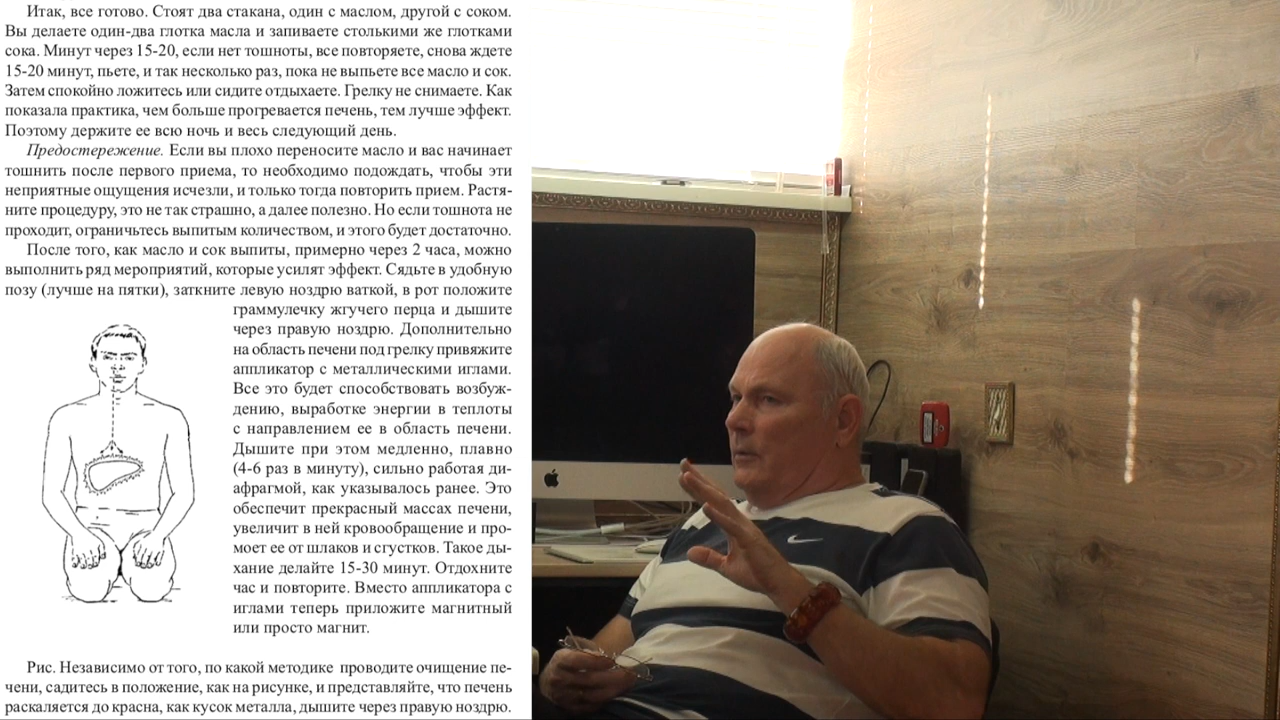 Итак, все готово. Стоят два стакана, один с маслом, другой с соком.
Вы делаете один-два глотка масла и запиваете столькими же глотками
сока. Минут через 15-20, если нет тошноты, все повторяете, снова ждете
15-20 минут, пьете, и так несколько раз, пока не выпьете все масло и сок.
Затем спокойно ложитесь или сидите отдыхаете. Грелку не снимаете. Как
показала практика, чем больше прогревается печень, тем лучше эффект.
Поэтому держите ее всю ночь и весь следующий день.
Предостережение. Если вы плохо переносите масло и вас начинает
тошнить после первого приема, то необходимо подождать, чтобы эти
неприятные ощущения исчезли, и только тогда повторить прием. Растя-
ните процедуру, это не так страшно, а далее полезно. Но если тошнота не
проходит, ограничьтесь выпитым количеством, и этого будет достаточно.
После того, как масло и сок выпиты, примерно через 2 часа, можно
выполнить ряд мероприятий, которые усилят эффект. Сядьте в удобную
позу (лучше на пятки), заткните левую ноздрю ваткой, в рот положите
граммулечку жгучего перца и дышите
через правую ноздрю. Дополнительно
на область печени под грелку привяжите
аппликатор с металлическими иглами.
Все это будет способствовать возбуж-
дению, выработке энергии в теплоты
с направлением ее в область печени.
Дышите при этом медленно, плавно
(4-6 раз в минуту), сильно работая ди-
афрагмой, как указывалось ранее. Это
обеспечит прекрасный массах печени,
увеличит в ней кровообращение и про-
моет ее от шлаков и сгустков. Такое ды-
хание делайте 15-30 минут. Отдохните
час и повторите. Вместо аппликатора с
иглами теперь приложите магнитный
или просто магнит.
Рис. Независимо от того, по какой методике проводите очищение пе-
чени, садитесь в положение, как на рисунке, и представляйте, что печень
раскаляется до красна, как кусок металла, дышите через правую ноздрю.